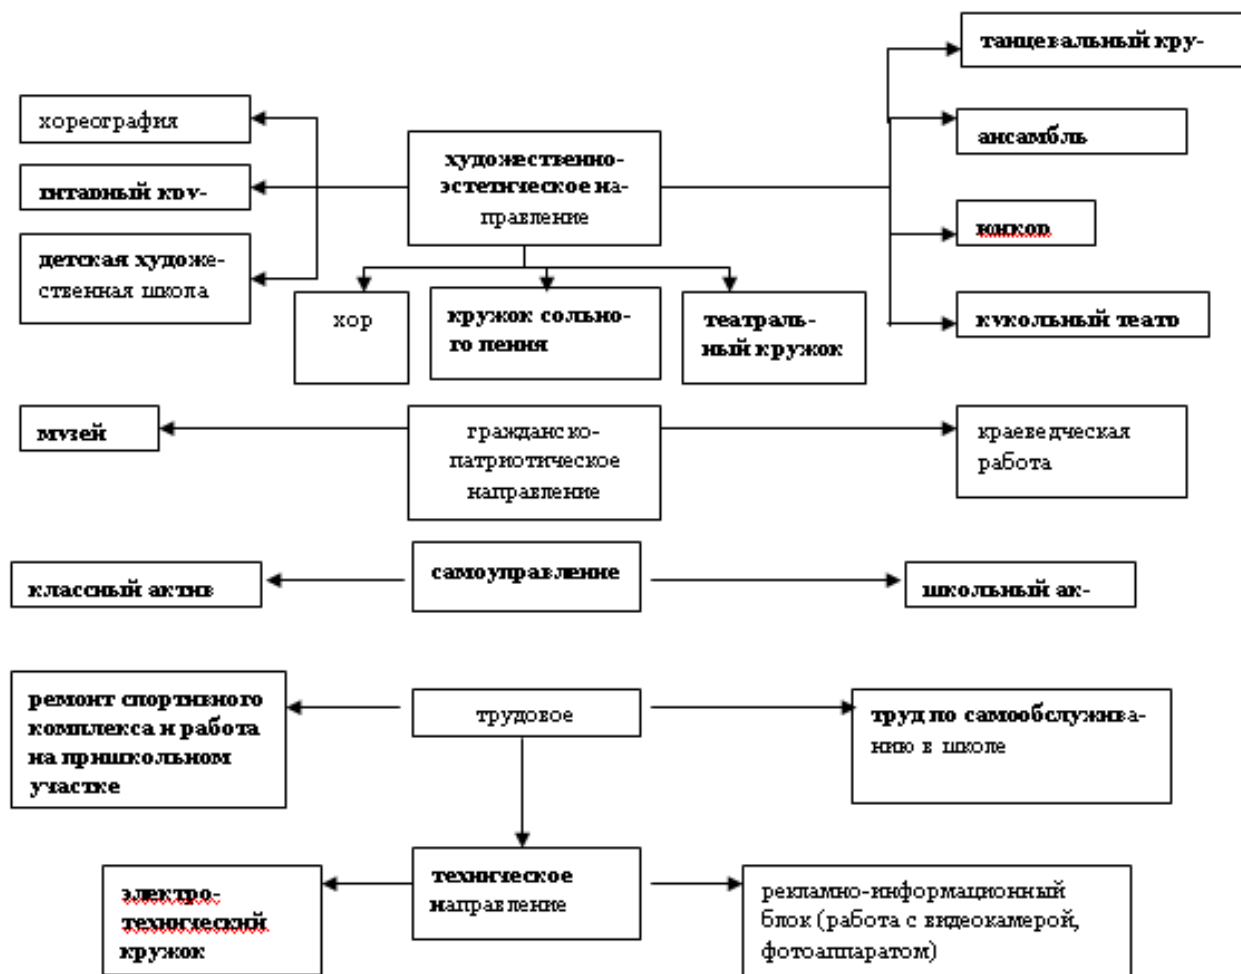 танцевальный кру-
хореография
ансамбль
художественно-
эстетическое на-
правление
гитарный кру-
юнкор
детская художе-
ственная школа
хор
кружок сольно-
го пения
театраль-
ный кружок
кукольный театр
музей
гражданско-
патриотическое
направление
краеведческая
работа
самоуправление
классный актив
школьный ак-
ремонт спортивного
комплекса и работа
на пришкольном
участке
трудовое
труд по самообслужива-
нию в школе
техническое
направление
электро-
технический
кружок
рекламно-информационный
блок (работа с видеокамерой,
фотоаппаратом)